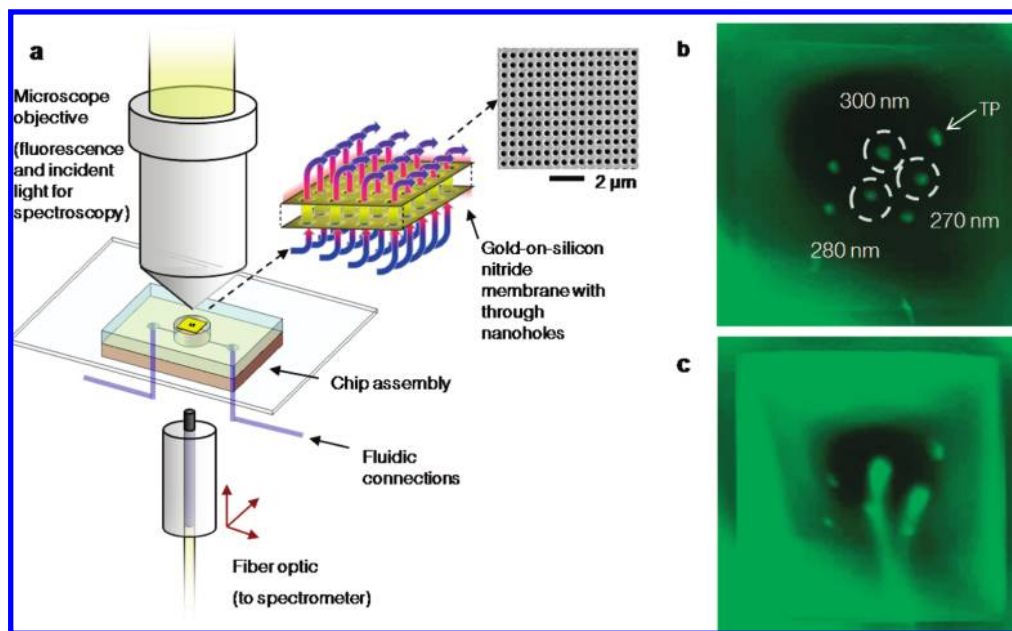 a
Microscope
objective
(fluorescence
and incident
light for
spectroscopy)
2 µm
Gold-on-silicon
nitride
membrane with
through
nanoholes
Chip assembly
Fluidic
connections
Fiber optic
(to spectrometer)
b
300 nm
TP
270 nm
280 nm
c